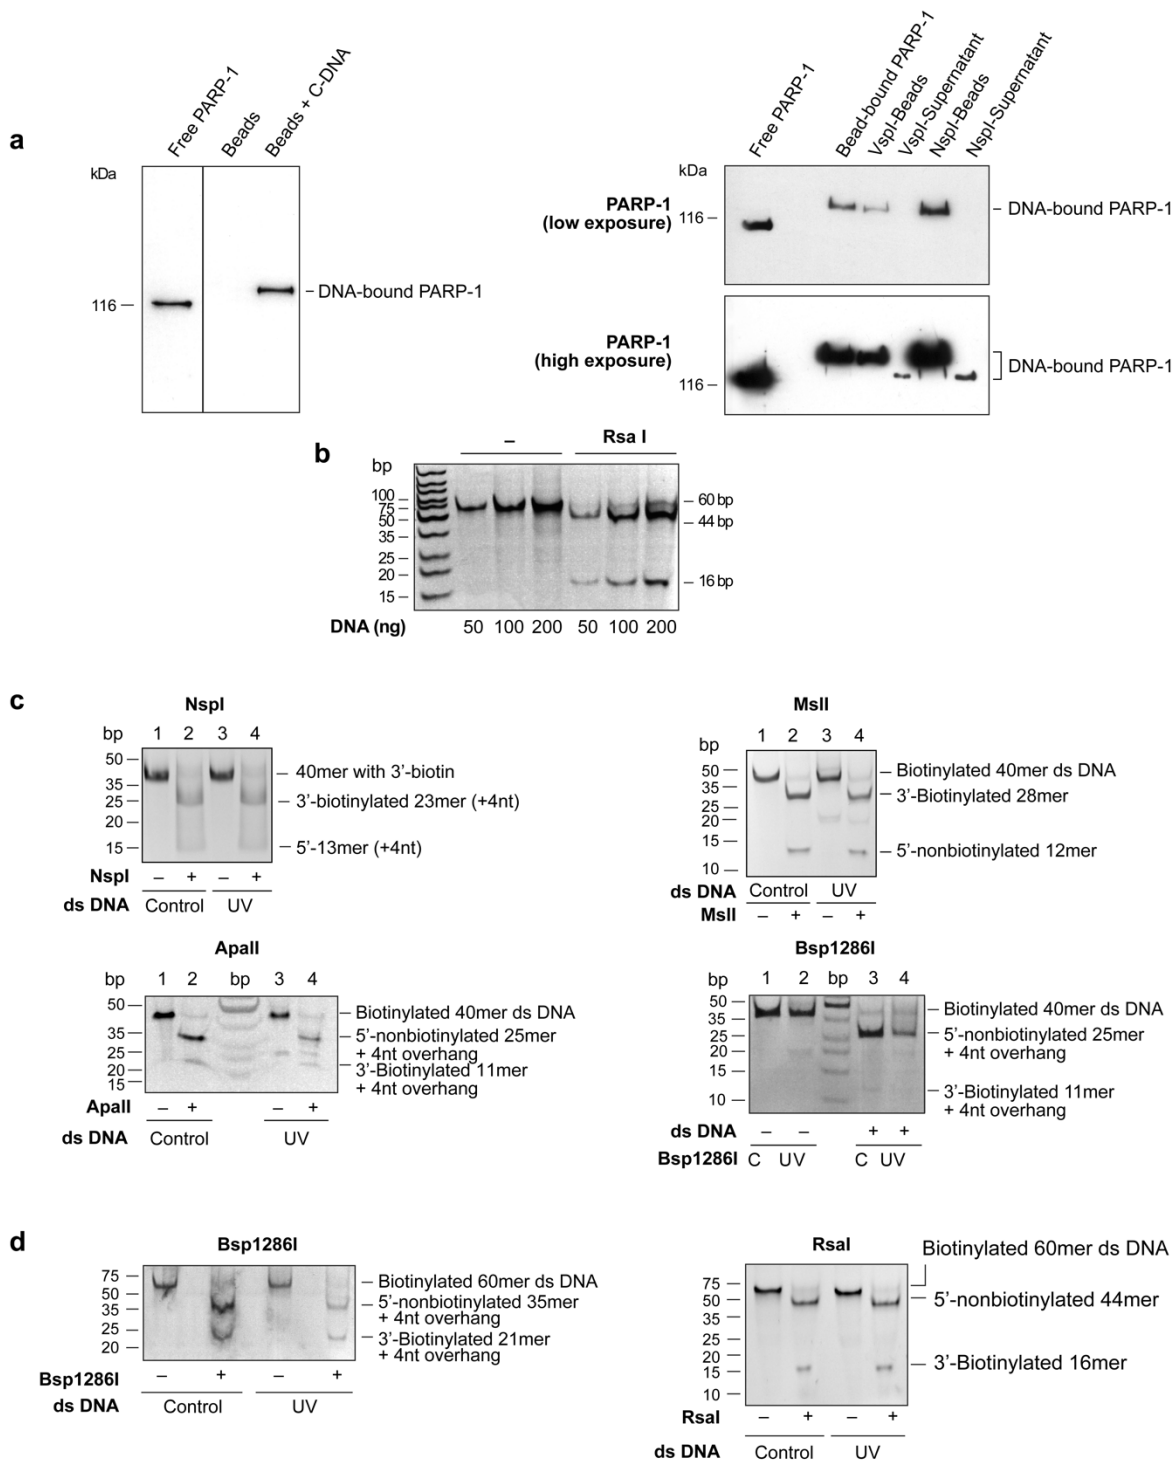 a
Free PARP-1
Beads
Beads + C-DNA
kDa
116
DNA-bound PARP-1
Free PARP-1
Bead-bound PARP-1
VspI-Beads
VspI-Supernatant
NspI-Beads
NspI-Supernatant
kDa
PARP-1
(low exposure)
116
DNA-bound PARP-1
PARP-1
(high exposure)
116
DNA-bound PARP-1
b
– Rsa I
bp
100
75
50
35
25
20
15
60 bp
44 bp
16 bp
DNA (ng) 50 100 200 50 100 200
c
NspI
bp 1 2 3 4
50
35
25
20
15
40mer with 3'-biotin
3'-biotinylated 23mer (+4nt)
5'-13mer (+4nt)
NspI – + – +
ds DNA Control UV
MslI
bp 1 2 3 4
50
35
25
20
15
10
Biotinylated 40mer ds DNA
3'-Biotinylated 28mer
5'-nonbiotinylated 12mer
ds DNA Control UV
MslI – + – +
ApalI
bp 1 2 bp 3 4
50
35
25
20
15
Biotinylated 40mer ds DNA
5'-nonbiotinylated 25mer
+ 4nt overhang
3'-Biotinylated 11mer
+ 4nt overhang
ApalI – + – +
ds DNA Control UV
Bsp1286I
bp 1 2 bp 3 4
50
35
25
20
15
10
Biotinylated 40mer ds DNA
5'-nonbiotinylated 25mer
+ 4nt overhang
3'-Biotinylated 11mer
+ 4nt overhang
ds DNA – – + +
Bsp1286I C UV C UV
d
Bsp1286I
75
50
35
25
20
Biotinylated 60mer ds DNA
5'-nonbiotinylated 35mer
+ 4nt overhang
3'-Biotinylated 21mer
+ 4nt overhang
Bsp1286I – + – +
ds DNA Control UV
RsaI
75
50
35
25
20
15
10
Biotinylated 60mer ds DNA
5'-nonbiotinylated 44mer
3'-Biotinylated 16mer
RsaI – + – +
ds DNA Control UV